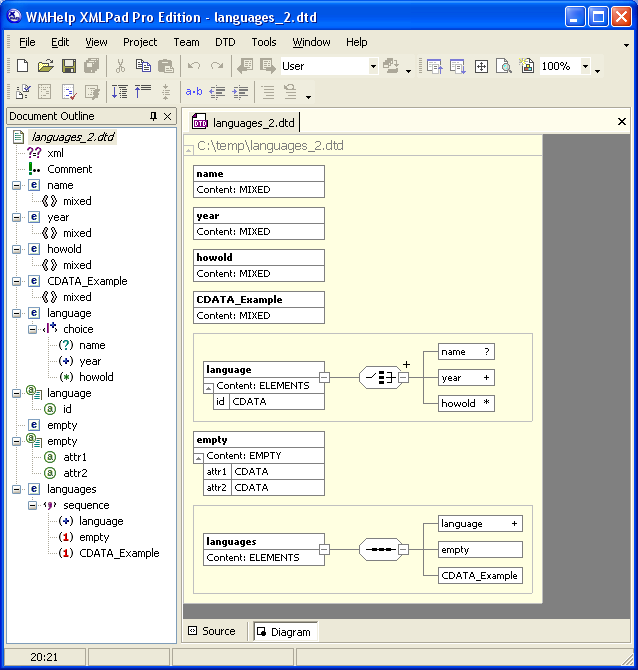 WMHelp XMLPad Pro Edition - languages_2.dtd
File Edit View Project Team DTD Tools Window Help
User 100%
a·b
Document Outline
languages_2.dtd
?? xml
!.. Comment
e name
mixed
e year
mixed
e howold
mixed
e CDATA_Example
mixed
e language
choice
(?) name
(+) year
(*) howold
@ language
@ id
e empty
@ empty
@ attr1
@ attr2
e languages
sequence
(+) language
(1) empty
(1) CDATA_Example
DTD languages_2.dtd
C:\temp\languages_2.dtd
name
Content: MIXED
year
Content: MIXED
howold
Content: MIXED
CDATA_Example
Content: MIXED
language
Content: ELEMENTS
id CDATA
+
name ?
year +
howold *
empty
Content: EMPTY
attr1 CDATA
attr2 CDATA
languages
Content: ELEMENTS
language +
empty
CDATA_Example
Source Diagram
20:21